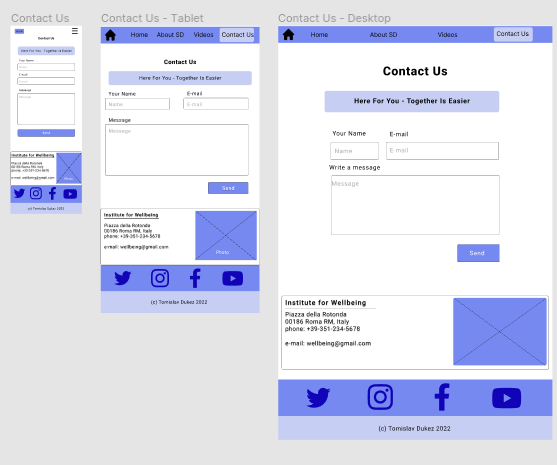 Contact Us
Contact Us
Here For You - Together Is Easier
Your Name
Name
E-mail
Message
Message
Send
Institute for Wellbeing
Piazza della Rotonda
00186 Roma RM, Italy
phone: +39-351-234-5678
e-mail: wellbeing@gmail.com
Photo
(c) Tomislav Dukez 2022
Contact Us - Tablet
Home About SD Videos Contact Us
Contact Us
Here For You - Together Is Easier
Your Name E-mail
Name E-mail
Message
Message
Send
Institute for Wellbeing
Piazza della Rotonda
00186 Roma RM, Italy
phone: +39-351-234-5678
e-mail: wellbeing@gmail.com
Photo
(c) Tomislav Dukez 2022
Contact Us - Desktop
Home About SD Videos Contact Us
Contact Us
Here For You - Together Is Easier
Your Name E-mail
Name E-mail
Write a message
Message
Send
Institute for Wellbeing
Piazza della Rotonda
00186 Roma RM, Italy
phone: +39-351-234-5678
e-mail: wellbeing@gmail.com
(c) Tomislav Dukez 2022